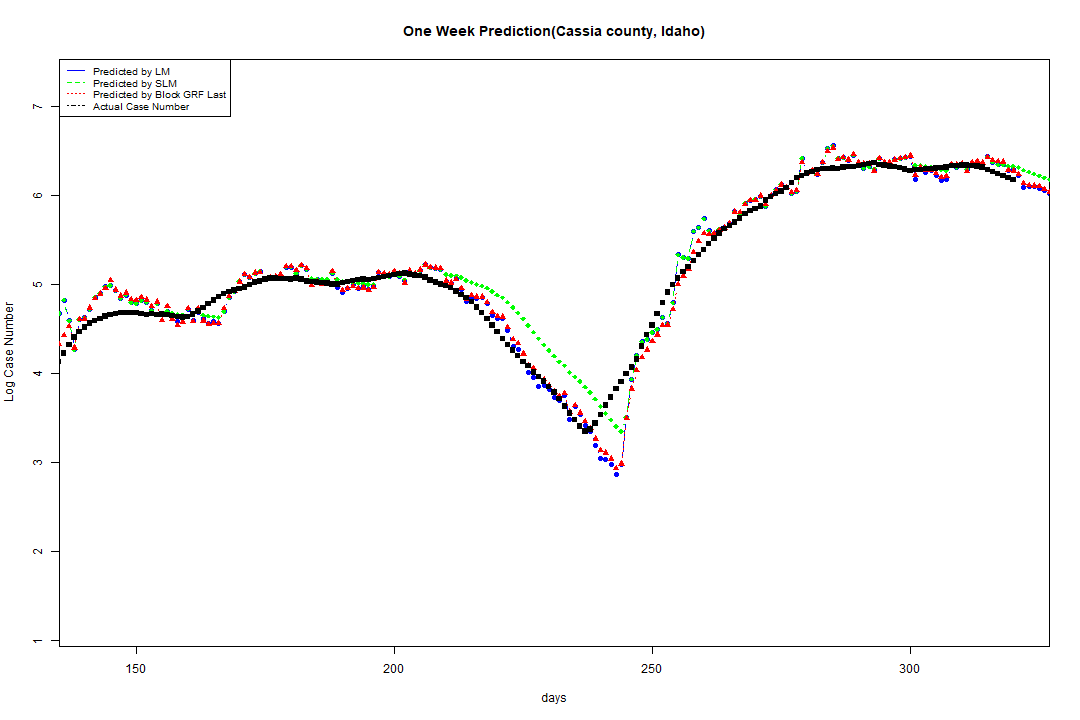 One Week Prediction(Cassia county, Idaho)
Predicted by LM
Predicted by SLM
Predicted by Block GRF Last
Actual Case Number
7
6
5
4
3
2
1
Log Case Number
150 200 250 300
days